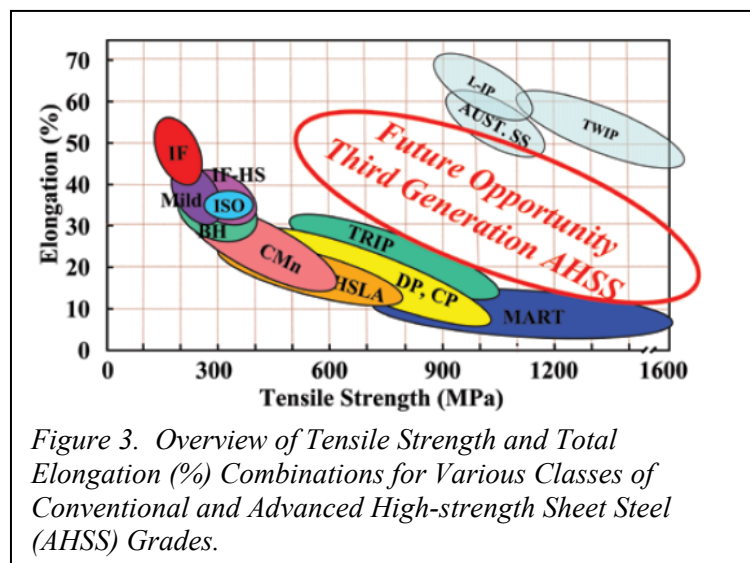 70
60
50
40
30
20
10
0
Elongation (%)
L-IP
AUST. SS
TWIP
IF
IF-HS
Mild
ISO
BH
CMn
HSLA
TRIP
DP, CP
MART
Future Opportunity
Third Generation AHSS
0 300 600 900 1200 1600
Tensile Strength (MPa)
Figure 3. Overview of Tensile Strength and Total
Elongation (%) Combinations for Various Classes of
Conventional and Advanced High-strength Sheet Steel
(AHSS) Grades.